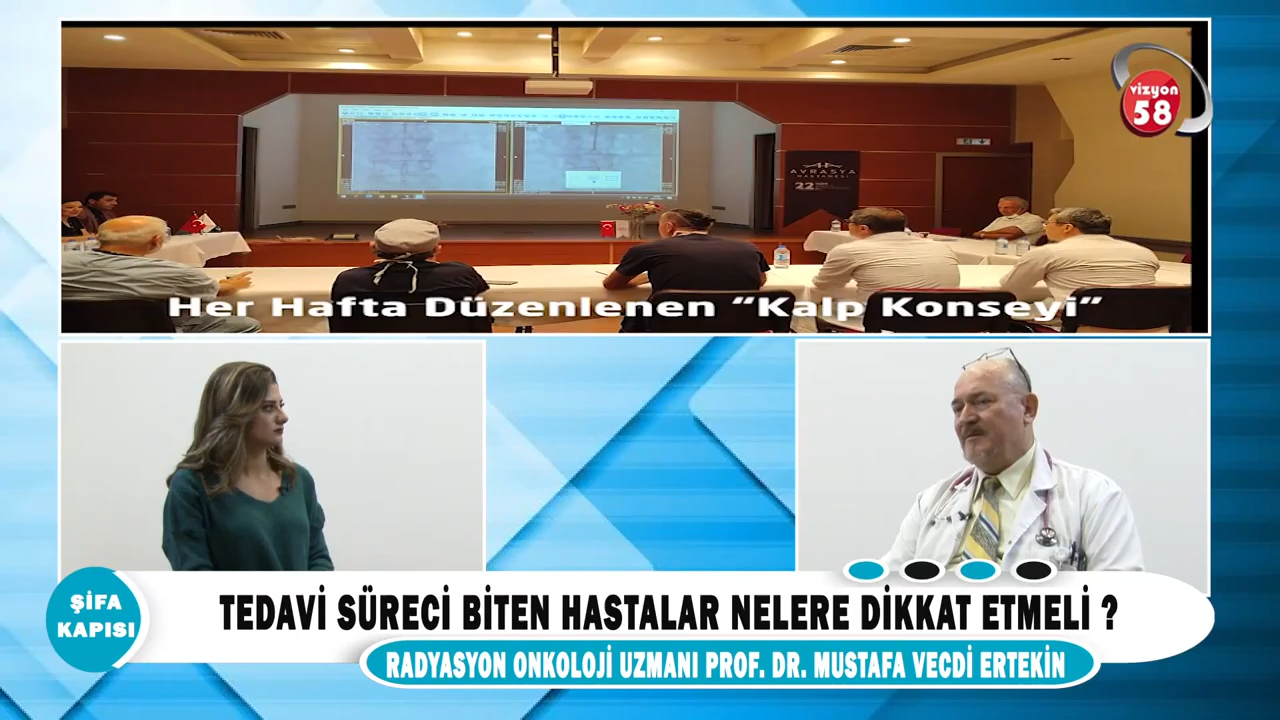 vizyon
58
AVRASYA
HASTANESİ
22
Her Hafta Düzenlenen “Kalp Konseyi”
ŞİFA
KAPISI
TEDAVİ SÜRECİ BİTEN HASTALAR NELERE DİKKAT ETMELİ ?
RADYASYON ONKOLOJİ UZMANI PROF. DR. MUSTAFA VECDİ ERTEKİN